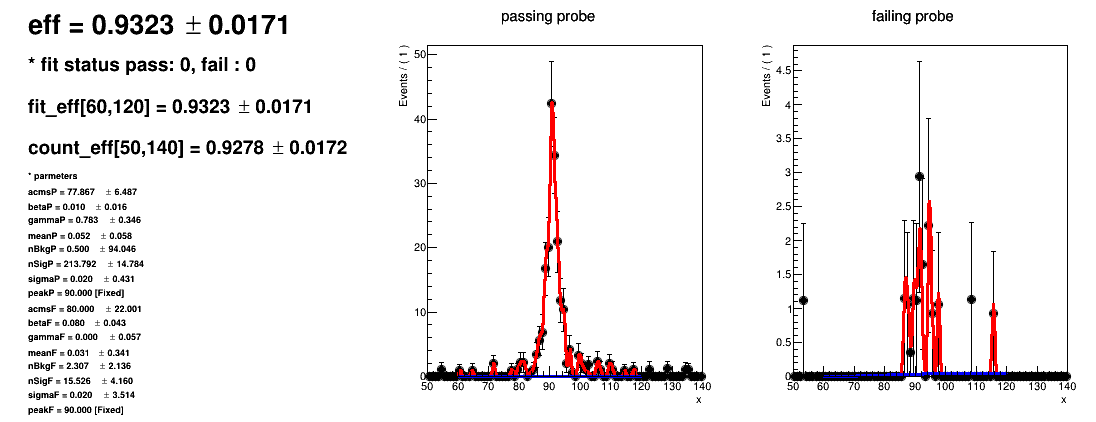 eff = 0.9323 ± 0.0171
* fit status pass: 0, fail : 0
fit_eff[60,120] = 0.9323 ± 0.0171
count_eff[50,140] = 0.9278 ± 0.0172
* parmeters
acmsP = 77.867 ± 6.487
betaP = 0.010 ± 0.016
gammaP = 0.783 ± 0.346
meanP = 0.052 ± 0.058
nBkgP = 0.500 ± 94.046
nSigP = 213.792 ± 14.784
sigmaP = 0.020 ± 0.431
peakP = 90.000 [Fixed]
acmsF = 80.000 ± 22.001
betaF = 0.080 ± 0.043
gammaF = 0.000 ± 0.057
meanF = 0.031 ± 0.341
nBkgF = 2.307 ± 2.136
nSigF = 15.526 ± 4.160
sigmaF = 0.020 ± 3.514
peakF = 90.000 [Fixed]
passing probe
Events / ( 1 )
50
40
30
20
10
0
50 60 70 80 90 100 110 120 130 140
x
failing probe
Events / ( 1 )
4.5
4
3.5
3
2.5
2
1.5
1
0.5
0
50 60 70 80 90 100 110 120 130 140
x